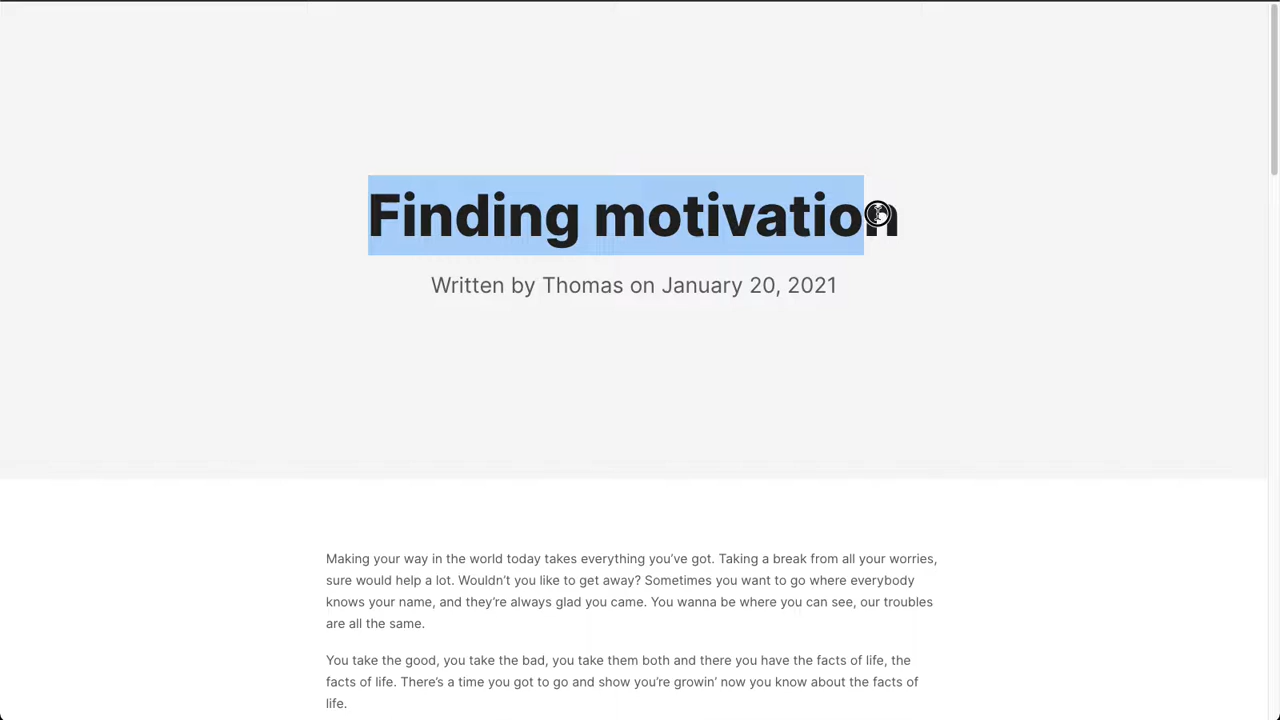 Finding motivation
Written by Thomas on January 20, 2021
Making your way in the world today takes everything you’ve got. Taking a break from all your worries,
sure would help a lot. Wouldn’t you like to get away? Sometimes you want to go where everybody
knows your name, and they’re always glad you came. You wanna be where you can see, our troubles
are all the same.
You take the good, you take the bad, you take them both and there you have the facts of life, the
facts of life. There’s a time you got to go and show you’re growin’ now you know about the facts of
life.